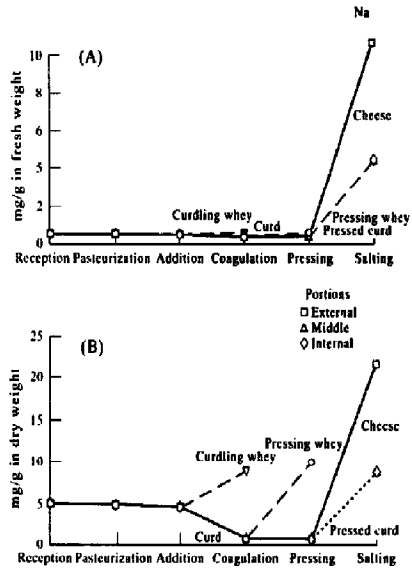 Na
(A)
mg/g in fresh weight
10
8
5
2
0
Cheese
Curdling whey
Curd
Pressing whey
Pressed curd
Reception Pasteurization Addition Coagulation Pressing Salting
Portions
External
Middle
Internal
(B)
mg/g in dry weight
25
20
15
10
5
0
Cheese
Pressing whey
Curdling whey
Curd
Pressed curd
Reception Pasteurization Addition Coagulation Pressing Salting